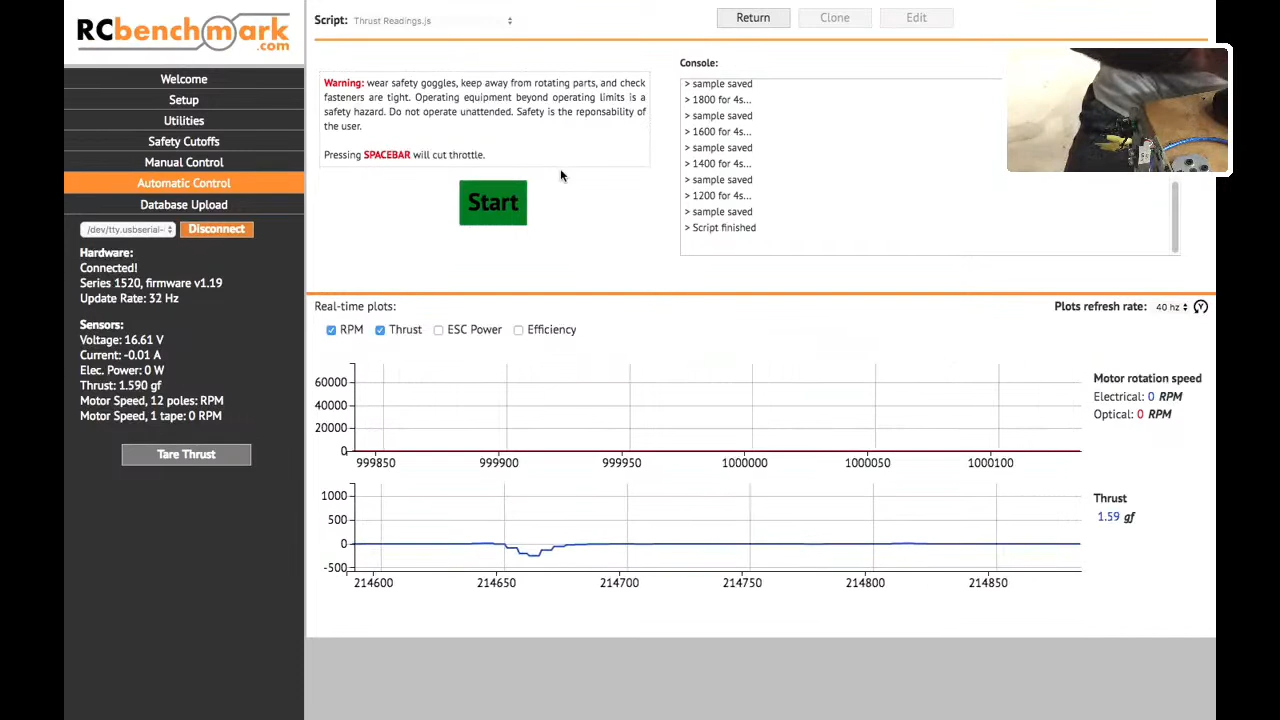 RCbenchmark
.com
Welcome
Setup
Utilities
Safety Cutoffs
Manual Control
Automatic Control
Database Upload
/dev/tty.usbserial- Disconnect
Hardware:
Connected!
Series 1520, firmware v1.19
Update Rate: 32 Hz
Sensors:
Voltage: 16.61 V
Current: -0.01 A
Elec. Power: 0 W
Thrust: 1.590 gf
Motor Speed, 12 poles: RPM
Motor Speed, 1 tape: 0 RPM
Tare Thrust
Script: Thrust Readings.js
Return Clone Edit
Warning: wear safety goggles, keep away from rotating parts, and check
fasteners are tight. Operating equipment beyond operating limits is a
safety hazard. Do not operate unattended. Safety is the reponsability of
the user.
Pressing SPACEBAR will cut throttle.
Start
Console:
> sample saved
> 1800 for 4s...
> sample saved
> 1600 for 4s...
> sample saved
> 1400 for 4s...
> sample saved
> 1200 for 4s...
> sample saved
> Script finished
Real-time plots:
Plots refresh rate: 40 hz
RPM Thrust ESC Power Efficiency
60000
40000
20000
0
999850 999900 999950 1000000 1000050 1000100
Motor rotation speed
Electrical: 0 RPM
Optical: 0 RPM
1000
500
0
-500
214600 214650 214700 214750 214800 214850
Thrust
1.59 gf